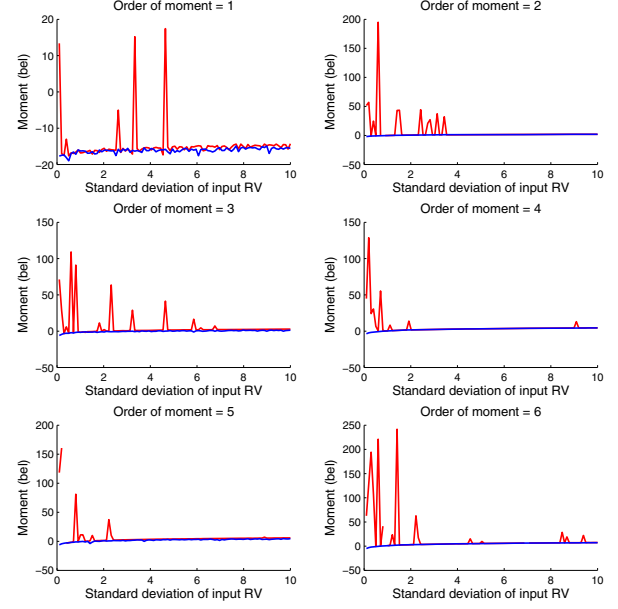 Order of moment = 1
Order of moment = 2
20
10
0
−10
−20
Moment (bel)
0 2 4 6 8 10
Standard deviation of input RV
200
150
100
50
0
−50
Moment (bel)
0 2 4 6 8 10
Standard deviation of input RV
Order of moment = 3
Order of moment = 4
150
100
50
0
−50
Moment (bel)
0 2 4 6 8 10
Standard deviation of input RV
150
100
50
0
−50
Moment (bel)
0 2 4 6 8 10
Standard deviation of input RV
Order of moment = 5
Order of moment = 6
200
150
100
50
0
−50
Moment (bel)
0 2 4 6 8 10
Standard deviation of input RV
250
200
150
100
50
0
−50
Moment (bel)
0 2 4 6 8 10
Standard deviation of input RV